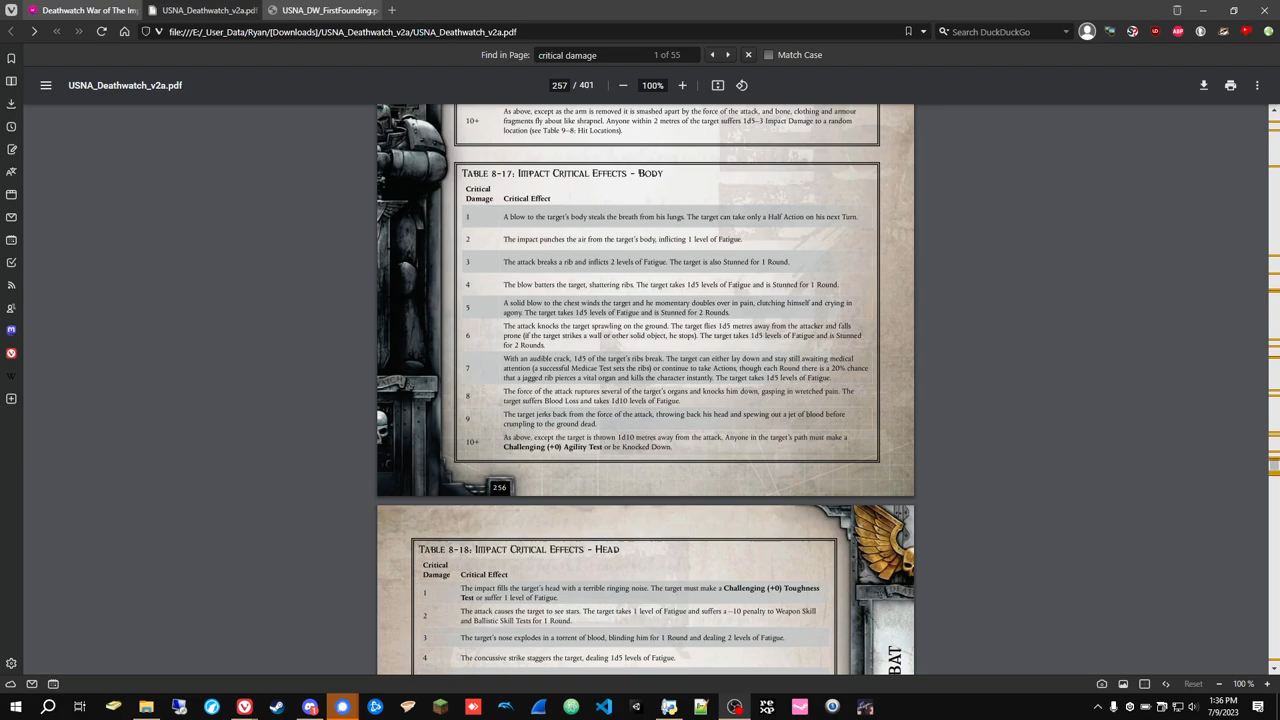 Deathwatch War of The Im
USNA_Deathwatch_v2a.pdf
USNA_DW_FirstFounding.p
file:///E/_User_Data/Ryan/[Downloads]/USNA_Deathwatch_v2a/USNA_Deathwatch_v2a.pdf
Search DuckDuckGo
Find in Page:
critical damage
1 of 55
Match Case
USNA_Deathwatch_v2a.pdf
257 / 401
100%
10+
As above, except as the arm is removed it is smashed apart by the force of the attack, and bone, clothing and armour
fragments fly about like shrapnel. Anyone within 2 metres of the target suffers 1d5–3 Impact Damage to a random
location (see Table 9–8: Hit Locations).
Table 8-17: Impact Critical Effects - Body
Critical
Damage Critical Effect
1 A blow to the target's body steals the breath from his lungs. The target can take only a Half Action on his next Turn.
2 The impact punches the air from the target's body, inflicting 1 level of Fatigue.
3 The attack breaks a rib and inflicts 2 levels of Fatigue. The target is also Stunned for 1 Round.
4 The blow batters the target, shattering ribs. The target takes 1d5 levels of Fatigue and is Stunned for 1 Round.
5 A solid blow to the chest winds the target and he momentary doubles over in pain, clutching himself and crying in
agony. The target takes 1d5 levels of Fatigue and is Stunned for 2 Rounds.
6 The attack knocks the target sprawling on the ground. The target flies 1d5 metres away from the attacker and falls
prone (if the target strikes a wall or other solid object, he stops). The target takes 1d5 levels of Fatigue and is Stunned
for 2 Rounds.
7 With an audible crack, 1d5 of the target's ribs break. The target can either lay down and stay still awaiting medical
attention (a successful Medicae Test sets the ribs) or continue to take Actions, though each Round there is a 20% chance
that a jagged rib pierces a vital organ and kills the character instantly. The target takes 1d5 levels of Fatigue.
8 The force of the attack ruptures several of the target's organs and knocks him down, gasping in wretched pain. The
target suffers Blood Loss and takes 1d10 levels of Fatigue.
9 The target jerks back from the force of the attack, throwing back his head and spewing out a jet of blood before
crumpling to the ground dead.
10+ As above, except the target is thrown 1d10 metres away from the attack. Anyone in the target's path must make a
Challenging (+0) Agility Test or be Knocked Down.
256
Table 8-18: Impact Critical Effects - Head
Critical
Damage Critical Effect
1 The impact fills the target's head with a terrible ringing noise. The target must make a Challenging (+0) Toughness
Test or suffer 1 level of Fatigue.
2 The attack causes the target to see stars. The target takes 1 level of Fatigue and suffers a –10 penalty to Weapon Skill
and Ballistic Skill Tests for 1 Round.
3 The target's nose explodes in a torrent of blood, blinding him for 1 Round and dealing 2 levels of Fatigue.
4 The concussive strike staggers the target, dealing 1d5 levels of Fatigue.
BAT
Reset
100 %
1:36 PM
7/9/2023